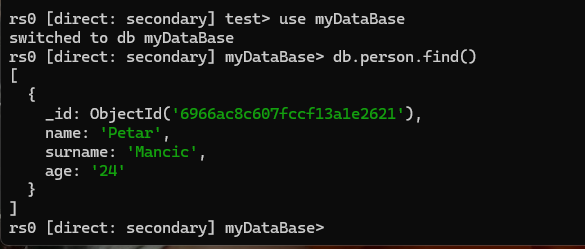 rs0 [direct: secondary] test> use myDataBase
switched to db myDataBase
rs0 [direct: secondary] myDataBase> db.person.find()
[
  {
    _id: ObjectId('6966ac8c607fccf13a1e2621'),
    name: 'Petar',
    surname: 'Mancic',
    age: '24'
  }
]
rs0 [direct: secondary] myDataBase>